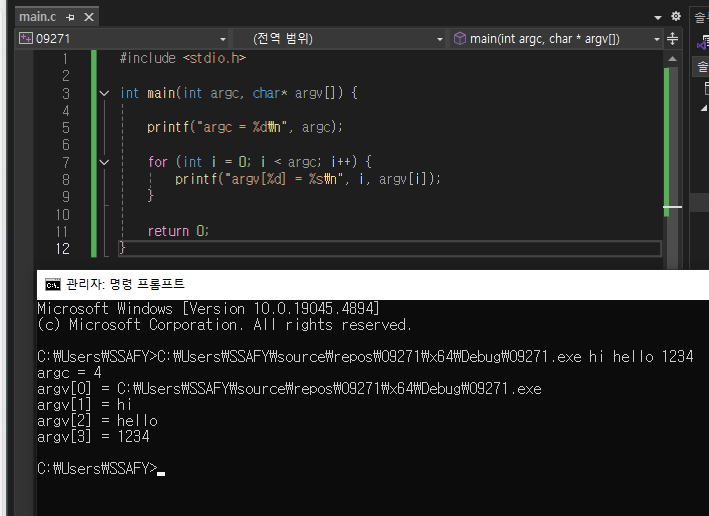 main.c
09271 (전역 범위) main(int argc, char * argv[])
1 #include <stdio.h>
2
3 int main(int argc, char* argv[]) {
4
5 printf("argc = %d₩n", argc);
6
7 for (int i = 0; i < argc; i++) {
8 printf("argv[%d] = %s₩n", i, argv[i]);
9 }
10
11 return 0;
12 }
관리자: 명령 프롬프트
Microsoft Windows [Version 10.0.19045.4894]
(c) Microsoft Corporation. All rights reserved.
C:₩Users₩SSAFY>C:₩Users₩SSAFY₩source₩repos₩09271₩x64₩Debug₩09271.exe hi hello 1234
argc = 4
argv[0] = C:₩Users₩SSAFY₩source₩repos₩09271₩x64₩Debug₩09271.exe
argv[1] = hi
argv[2] = hello
argv[3] = 1234
C:₩Users₩SSAFY>